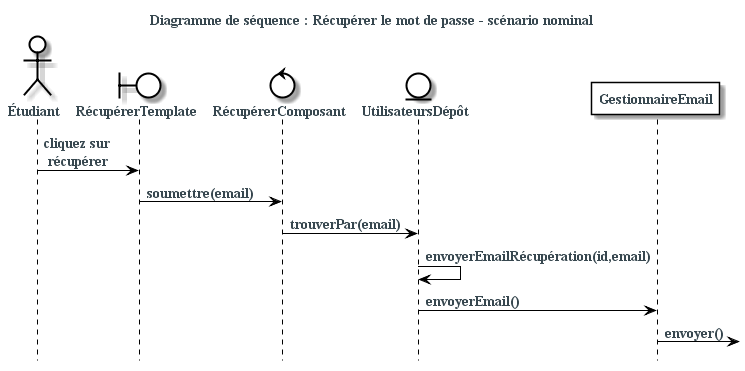 Diagramme de séquence : Récupérer le mot de passe - scénario nominal
Étudiant
RécupérerTemplate
RécupérerComposant
UtilisateursDépôt
GestionnaireEmail
cliquez sur
récupérer
soumettre(email)
trouverPar(email)
envoyerEmailRécupération(id,email)
envoyerEmail()
envoyer()